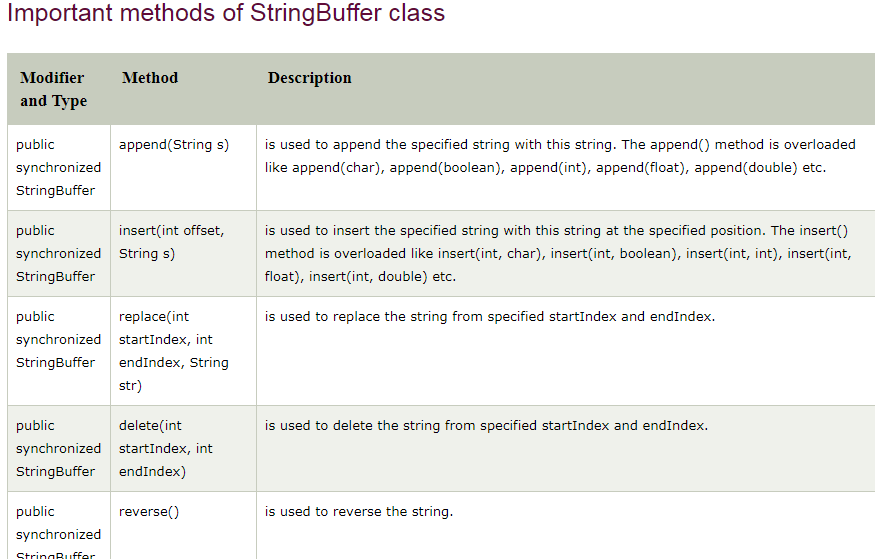 Important methods of StringBuffer class
Modifier and Type
Method
Description
public synchronized StringBuffer
append(String s)
is used to append the specified string with this string. The append() method is overloaded
like append(char), append(boolean), append(int), append(float), append(double) etc.
public synchronized StringBuffer
insert(int offset, String s)
is used to insert the specified string with this string at the specified position. The insert()
method is overloaded like insert(int, char), insert(int, boolean), insert(int, int), insert(int,
float), insert(int, double) etc.
public synchronized StringBuffer
replace(int startIndex, int endIndex, String str)
is used to replace the string from specified startIndex and endIndex.
public synchronized StringBuffer
delete(int startIndex, int endIndex)
is used to delete the string from specified startIndex and endIndex.
public synchronized StringBuffer
reverse()
is used to reverse the string.